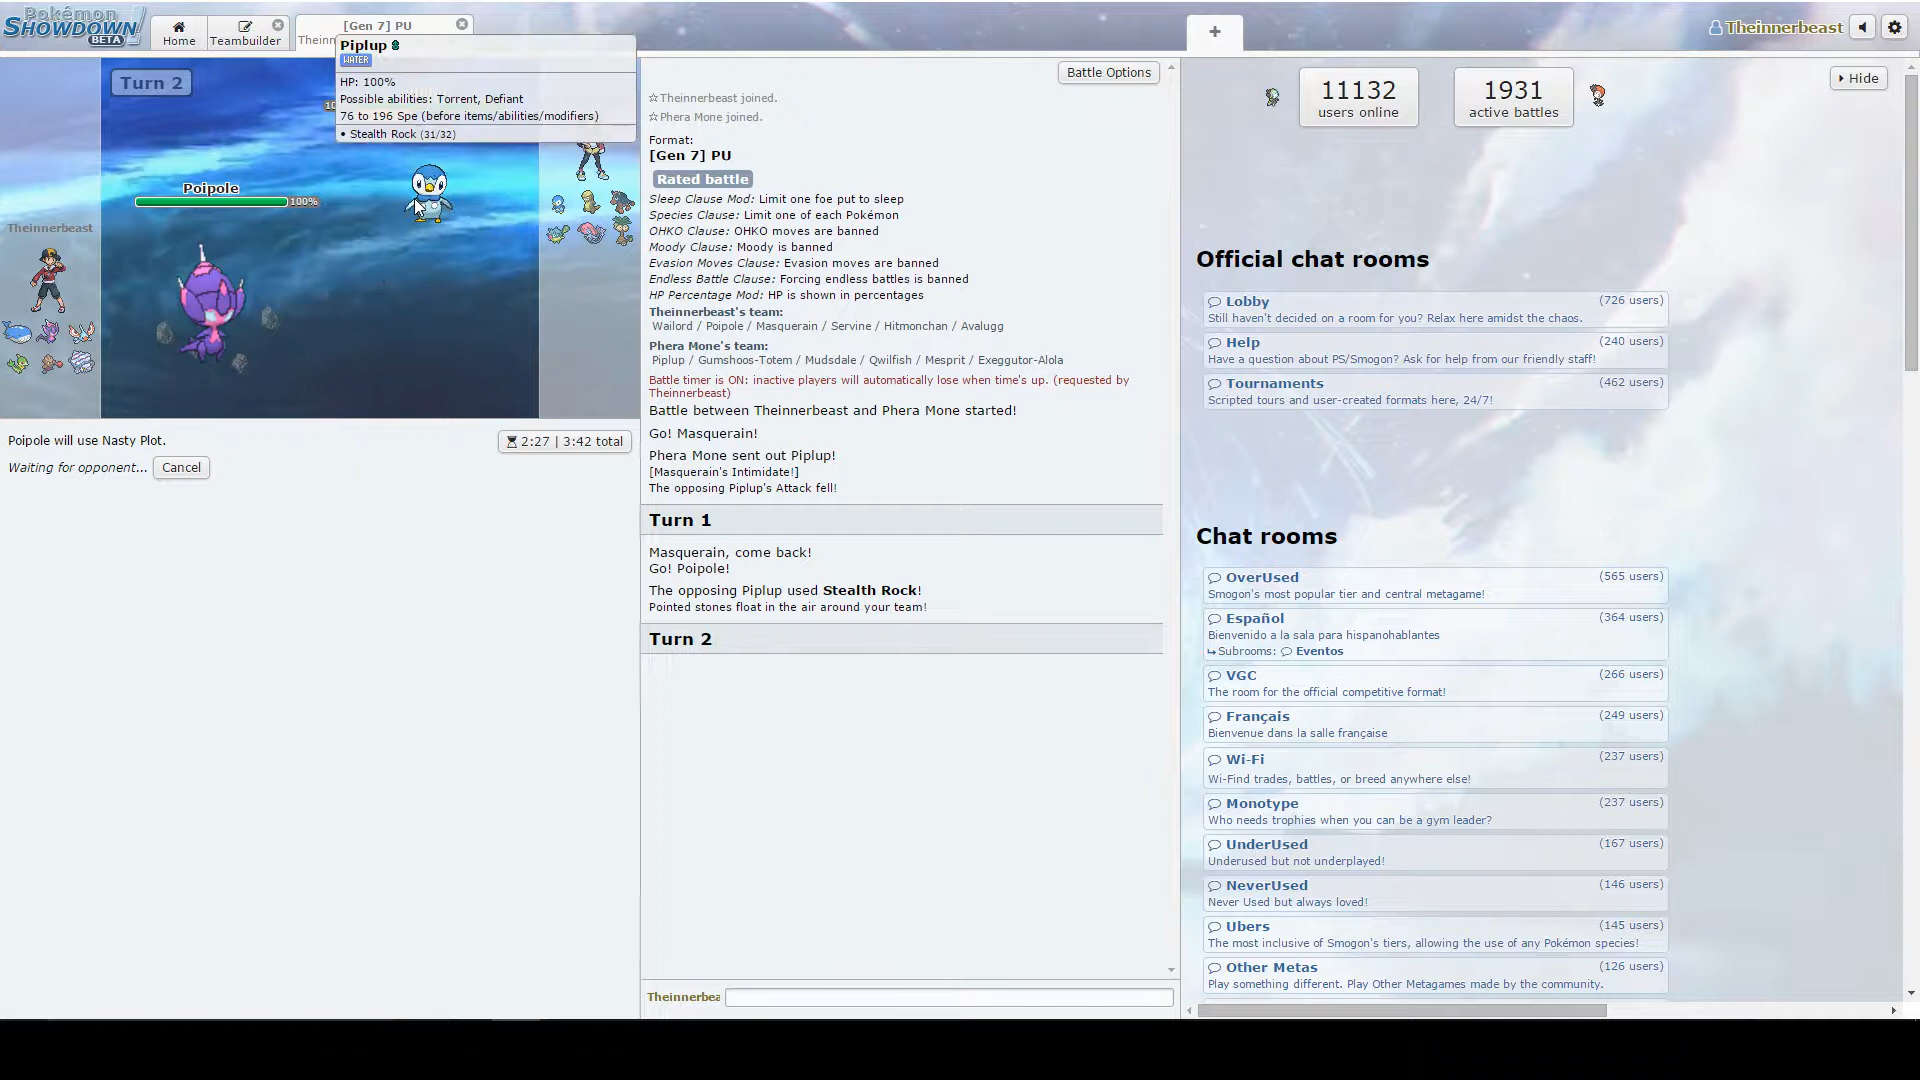 Pokémon
SHOWDOWN!
BETA
Home
Teambuilder
[Gen 7] PU
Theinn
Theinnerbeast
Piplup
WATER
HP: 100%
Possible abilities: Torrent, Defiant
76 to 196 Spe (before items/abilities/modifiers)
• Stealth Rock (31/32)
Turn 2
Poipole
100%
Theinnerbeast
Poipole will use Nasty Plot.
2:27 | 3:42 total
Waiting for opponent... Cancel
Battle Options
☆Theinnerbeast joined.
☆Phera Mone joined.
Format:
[Gen 7] PU
Rated battle
Sleep Clause Mod: Limit one foe put to sleep
Species Clause: Limit one of each Pokémon
OHKO Clause: OHKO moves are banned
Moody Clause: Moody is banned
Evasion Moves Clause: Evasion moves are banned
Endless Battle Clause: Forcing endless battles is banned
HP Percentage Mod: HP is shown in percentages
Theinnerbeast's team:
Wailord / Poipole / Masquerain / Servine / Hitmonchan / Avalugg
Phera Mone's team:
Piplup / Gumshoos-Totem / Mudsdale / Qwilfish / Mesprit / Exeggutor-Alola
Battle timer is ON: inactive players will automatically lose when time's up. (requested by
Theinnerbeast)
Battle between Theinnerbeast and Phera Mone started!
Go! Masquerain!
Phera Mone sent out Piplup!
[Masquerain's Intimidate!]
The opposing Piplup's Attack fell!
Turn 1
Masquerain, come back!
Go! Poipole!
The opposing Piplup used Stealth Rock!
Pointed stones float in the air around your team!
Turn 2
Theinnerbea
Hide
11132
users online
1931
active battles
Official chat rooms
Lobby (726 users)
Still haven't decided on a room for you? Relax here amidst the chaos.
Help (240 users)
Have a question about PS/Smogon? Ask for help from our friendly staff!
Tournaments (462 users)
Scripted tours and user-created formats here, 24/7!
Chat rooms
OverUsed (565 users)
Smogon's most popular tier and central metagame!
Español (364 users)
Bienvenido a la sala para hispanohablantes
↳Subrooms: Eventos
VGC (266 users)
The room for the official competitive format!
Français (249 users)
Bienvenue dans la salle française
Wi-Fi (237 users)
Wi-Find trades, battles, or breed anywhere else!
Monotype (237 users)
Who needs trophies when you can be a gym leader?
UnderUsed (167 users)
Underused but not underplayed!
NeverUsed (146 users)
Never Used but always loved!
Ubers (145 users)
The most inclusive of Smogon's tiers, allowing the use of any Pokémon species!
Other Metas (126 users)
Play something different. Play Other Metagames made by the community.